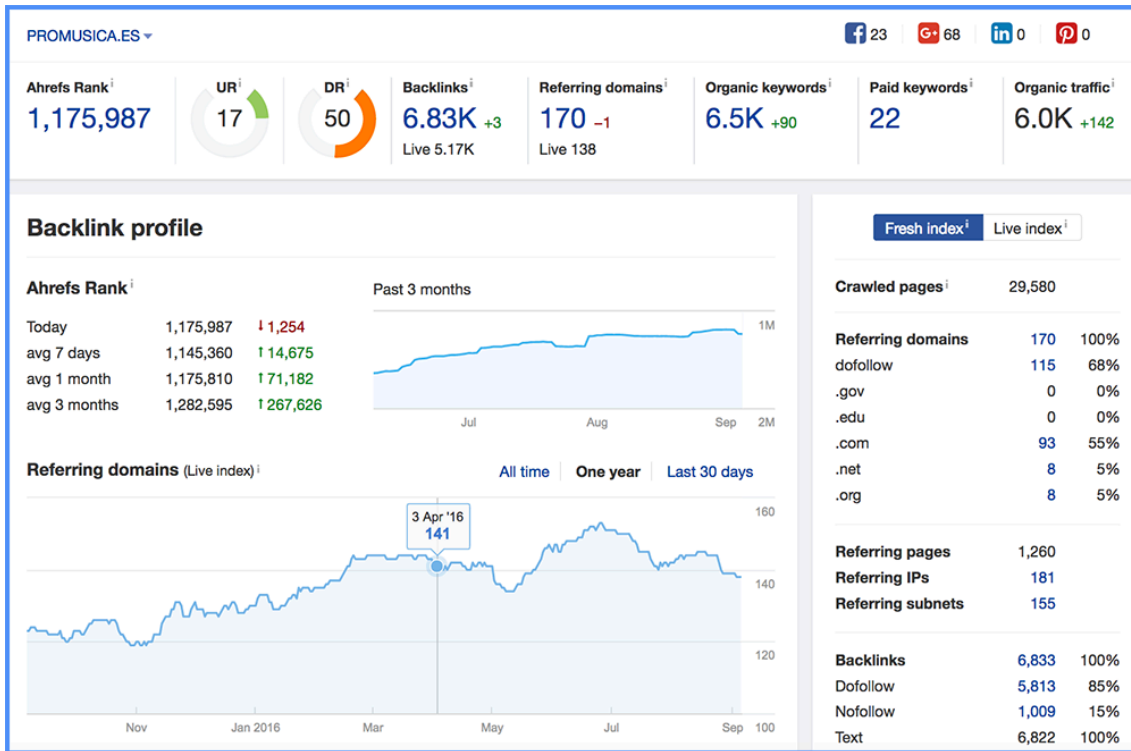 PROMUSICA.ES
23 G+ 68 in 0 0
Ahrefs Rank i UR i DR i Backlinks i Referring domains i Organic keywords i Paid keywords i Organic traffic i
1,175,987 17 50 6.83K +3 170 –1 6.5K +90 22 6.0K +142
Live 5.17K Live 138
Backlink profile
Ahrefs Rank i
Today 1,175,987 ↓1,254
avg 7 days 1,145,360 ↑14,675
avg 1 month 1,175,810 ↑71,182
avg 3 months 1,282,595 ↑267,626
Past 3 months
1M
Jul Aug Sep 2M
Referring domains (Live index) i All time One year Last 30 days
160
3 Apr '16
141
140
120
Nov Jan 2016 Mar May Jul Sep 100
Fresh index i Live index i
Crawled pages i 29,580
Referring domains 170 100%
dofollow 115 68%
.gov 0 0%
.edu 0 0%
.com 93 55%
.net 8 5%
.org 8 5%
Referring pages 1,260
Referring IPs 181
Referring subnets 155
Backlinks 6,833 100%
Dofollow 5,813 85%
Nofollow 1,009 15%
Text 6,822 100%